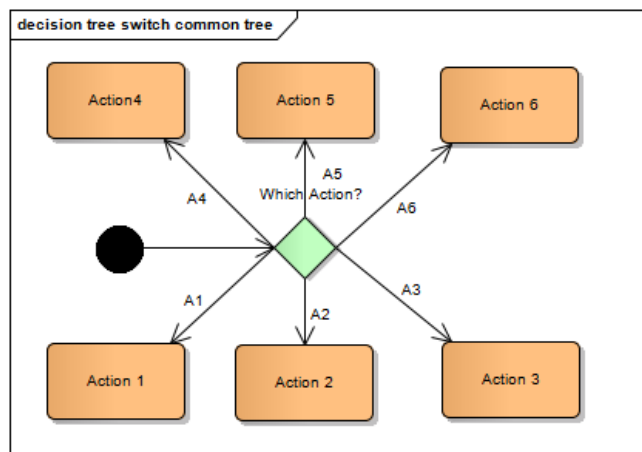 decision tree switch common tree
Action4
Action 5
Action 6
A5
Which Action?
A4
A6
A1
A2
A3
Action 1
Action 2
Action 3